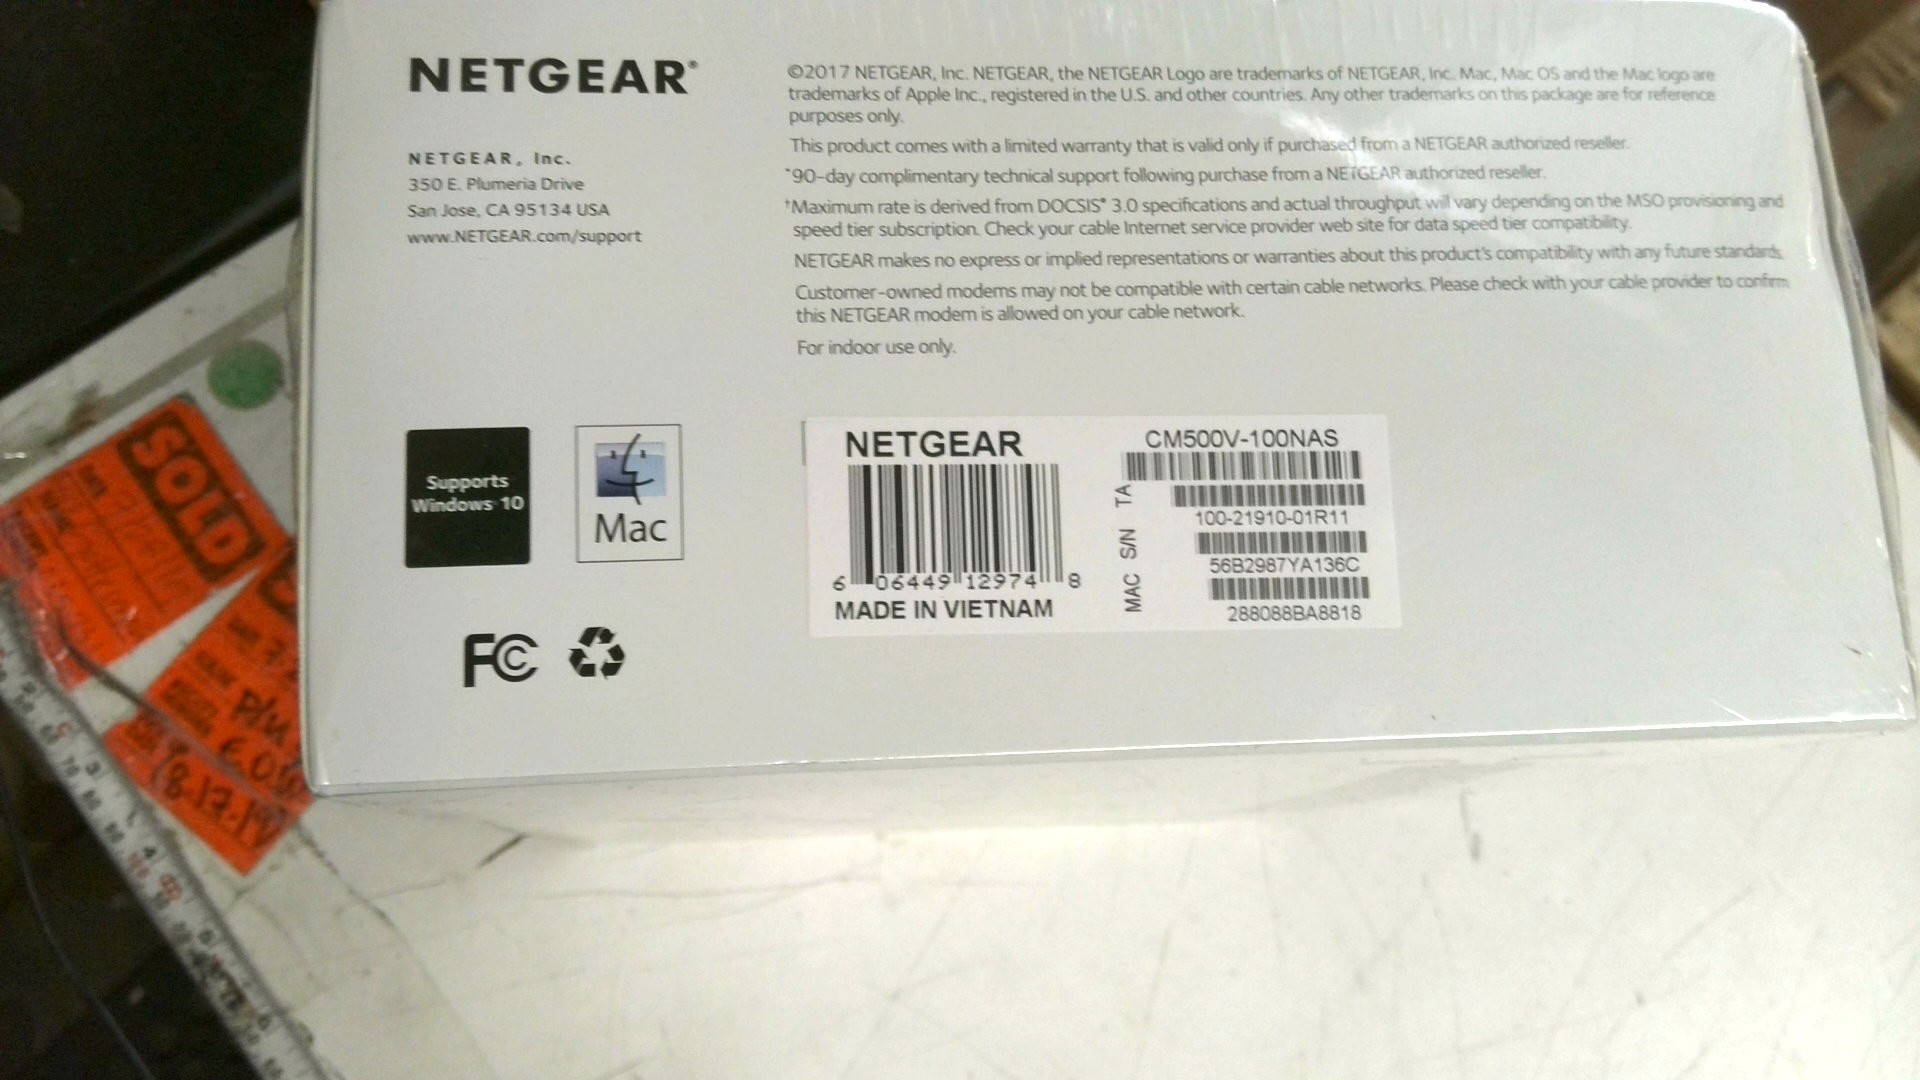 NETGEAR®
NETGEAR, Inc.
350 E. Plumeria Drive
San Jose, CA 95134 USA
www.NETGEAR.com/support
©2017 NETGEAR, Inc. NETGEAR, the NETGEAR Logo are trademarks of NETGEAR, Inc. Mac, Mac OS and the Mac logo are
trademarks of Apple Inc., registered in the U.S. and other countries. Any other trademarks on this package are for reference
purposes only.
This product comes with a limited warranty that is valid only if purchased from a NETGEAR authorized reseller.
*90-day complimentary technical support following purchase from a NETGEAR authorized reseller.
†Maximum rate is derived from DOCSIS® 3.0 specifications and actual throughput will vary depending on the MSO provisioning and
speed tier subscription. Check your cable Internet service provider web site for data speed tier compatibility.
NETGEAR makes no express or implied representations or warranties about this product's compatibility with any future standards.
Customer-owned modems may not be compatible with certain cable networks. Please check with your cable provider to confirm
this NETGEAR modem is allowed on your cable network.
For indoor use only.
Supports
Windows 10
Mac
FC
NETGEAR
6 06449 12974 8
MADE IN VIETNAM
CM500V-100NAS
TA
100-21910-01R11
S/N
56B2987YA136C
MAC
288088BA8818
SOLD